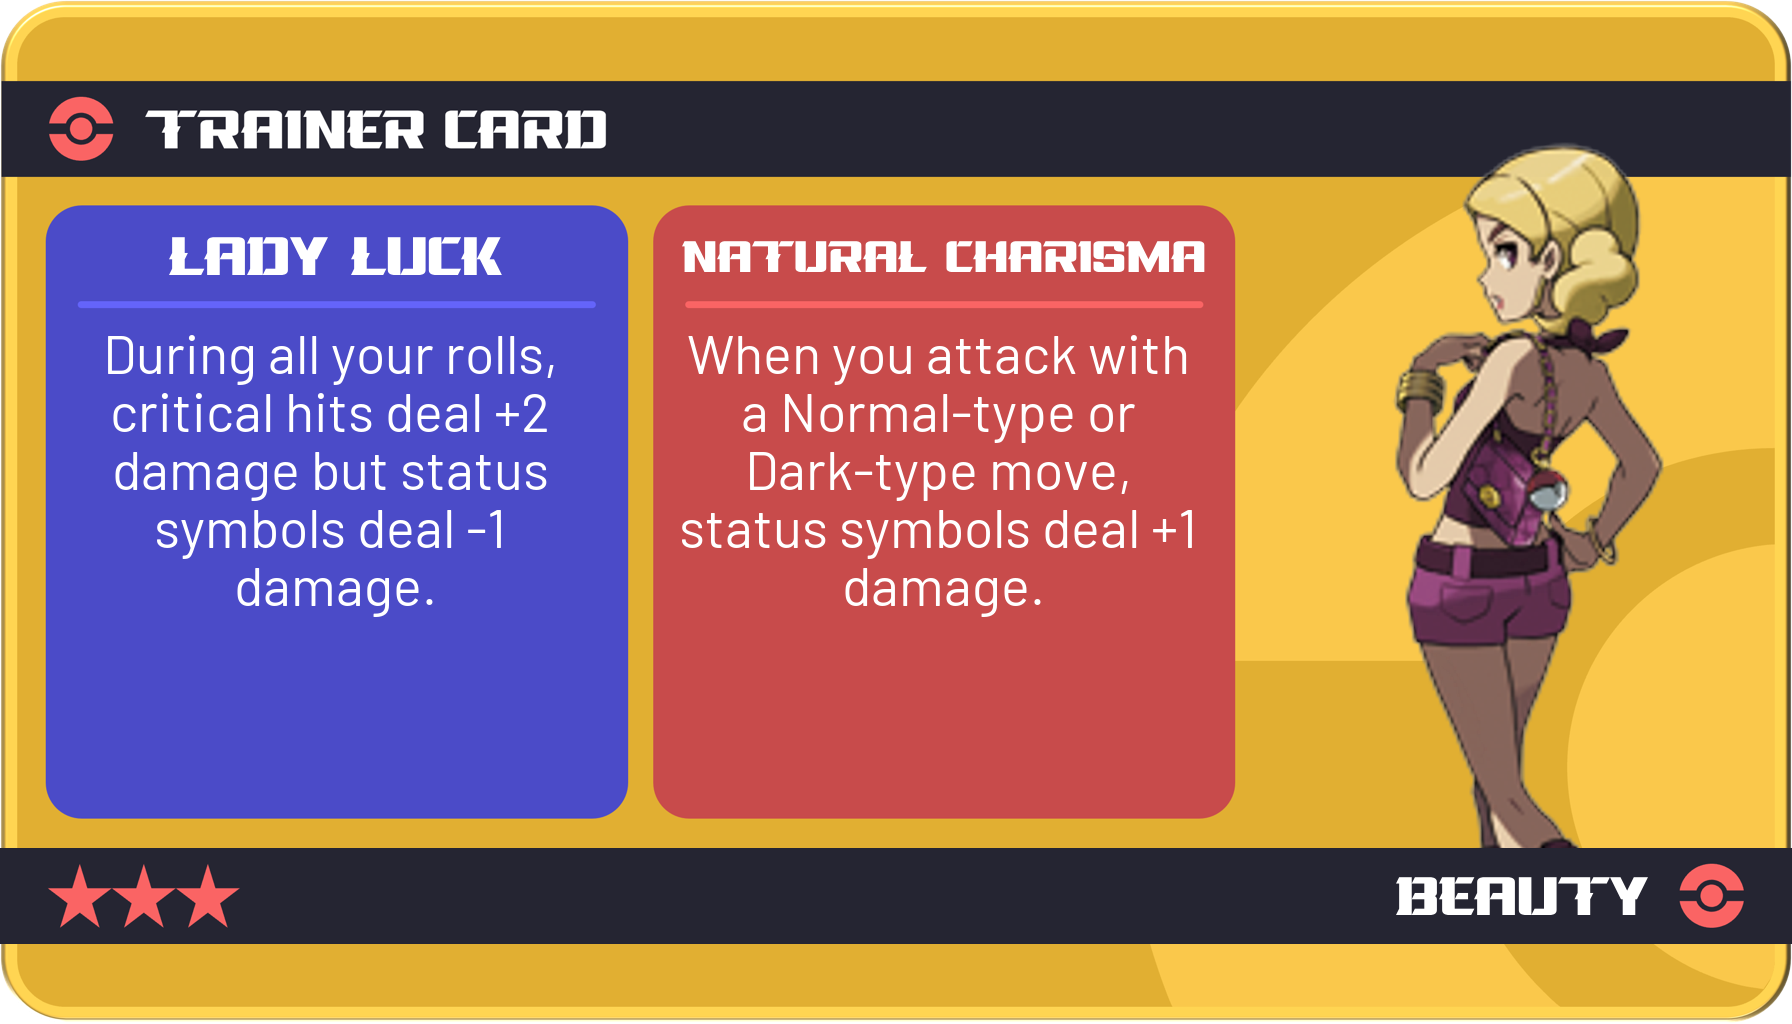 TRAINER CARD
LADY LUCK
During all your rolls,
critical hits deal +2
damage but status
symbols deal -1
damage.
NATURAL CHARISMA
When you attack with
a Normal-type or
Dark-type move,
status symbols deal +1
damage.
BEAUTY